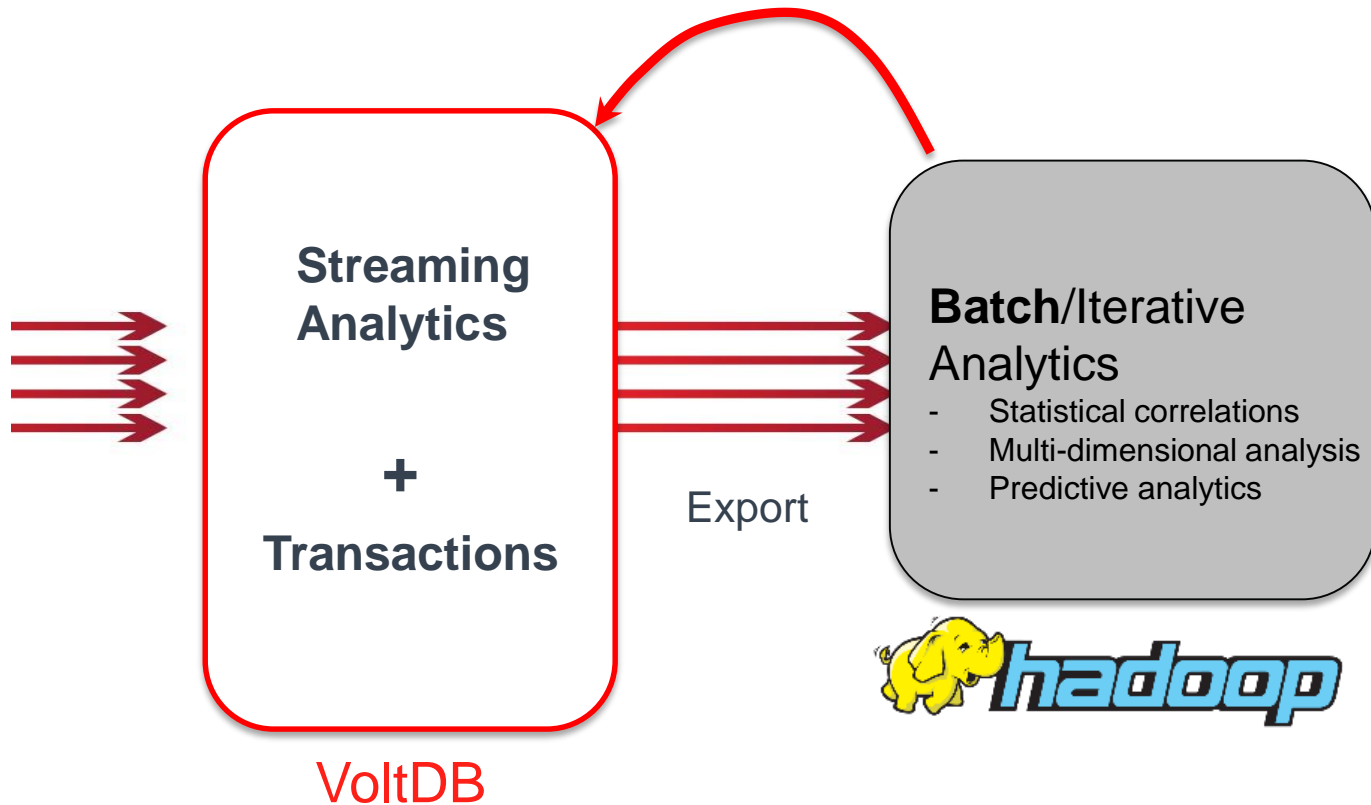 Streaming
Analytics
+
Transactions
VoltDB
Export
Batch/Iterative
Analytics
- Statistical correlations
- Multi-dimensional analysis
- Predictive analytics
hadoop